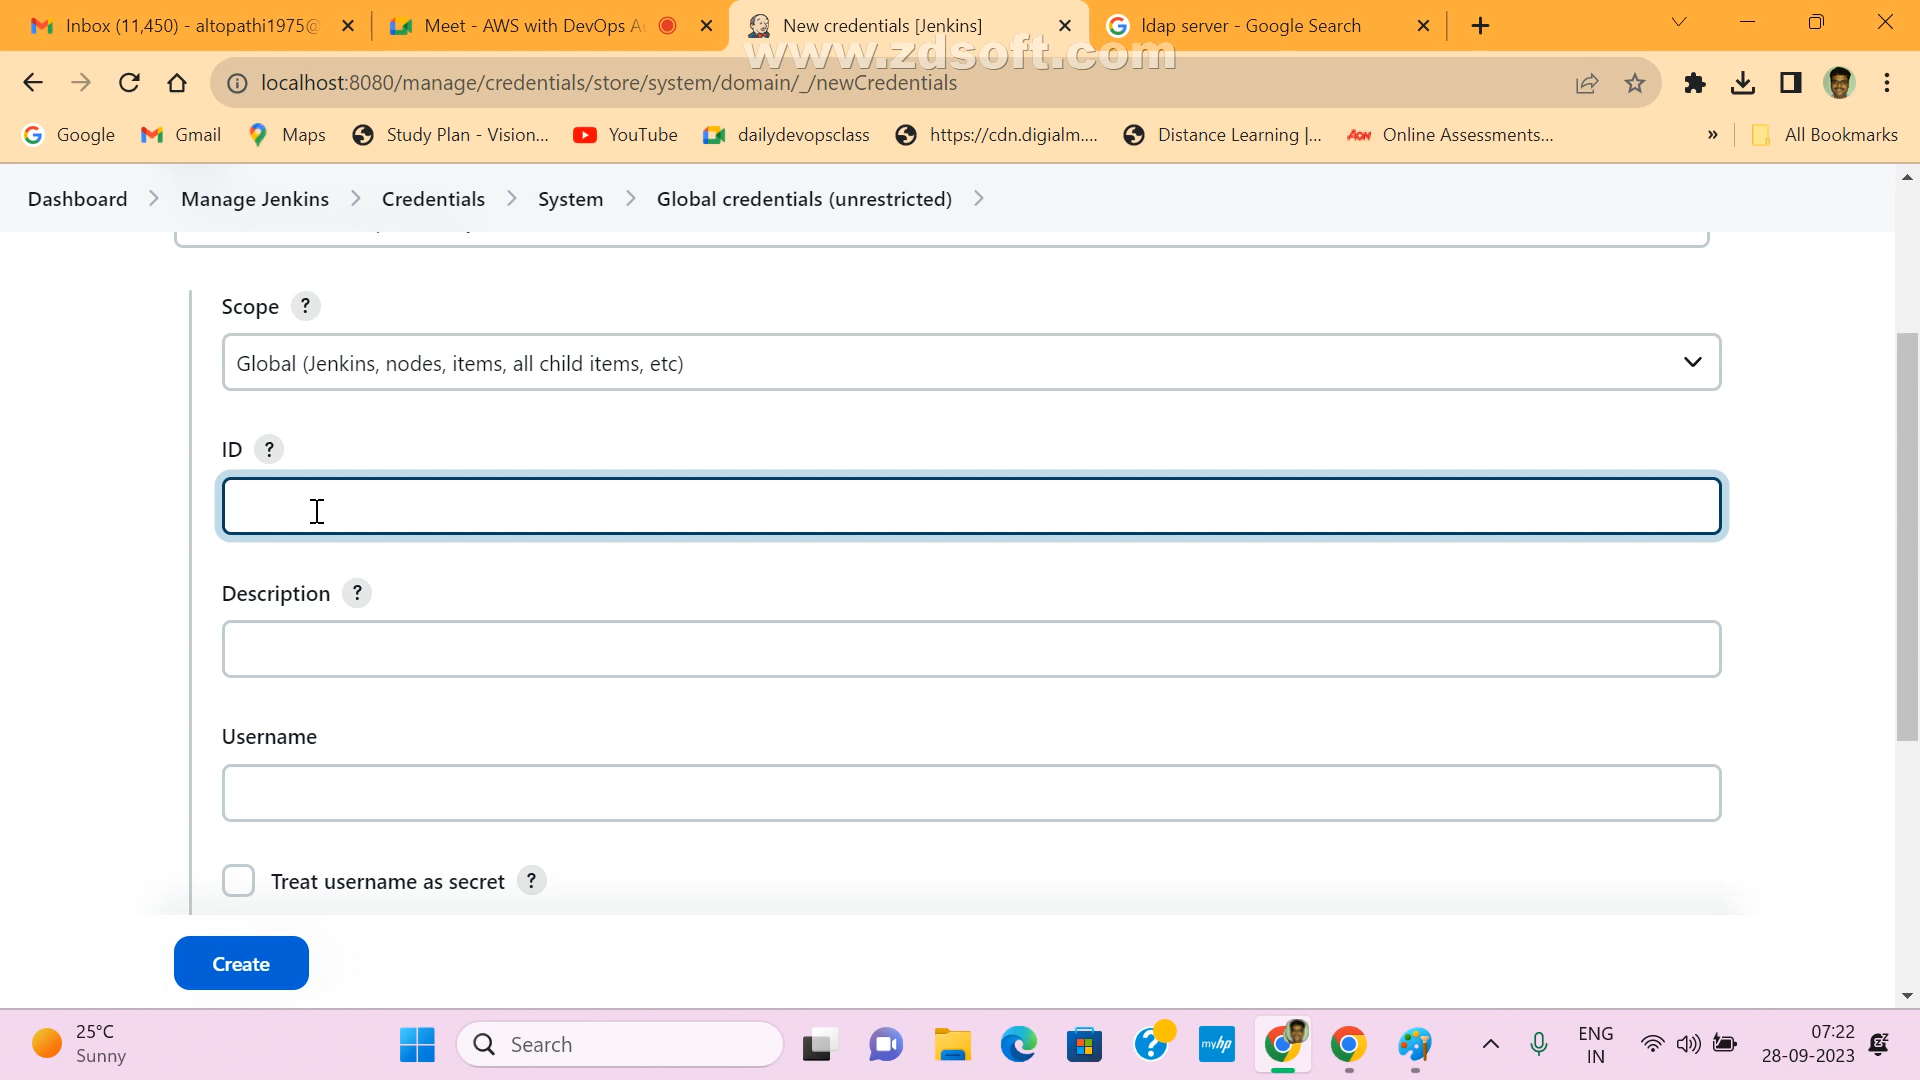 Inbox (11,450) - altopathi1975@
Meet - AWS with DevOps Au
New credentials [Jenkins]
ldap server - Google Search
www.zdsoft.com
localhost:8080/manage/credentials/store/system/domain/_/newCredentials
Google
Gmail
Maps
Study Plan - Vision...
YouTube
dailydevopsclass
https://cdn.digialm....
Distance Learning |...
Aon
Online Assessments...
»
All Bookmarks
Dashboard
Manage Jenkins
Credentials
System
Global credentials (unrestricted)
Scope ?
Global (Jenkins, nodes, items, all child items, etc)
ID ?
Description ?
Username
Treat username as secret ?
Create
25°C
Sunny
Search
myhp
ENG
IN
07:22
28-09-2023